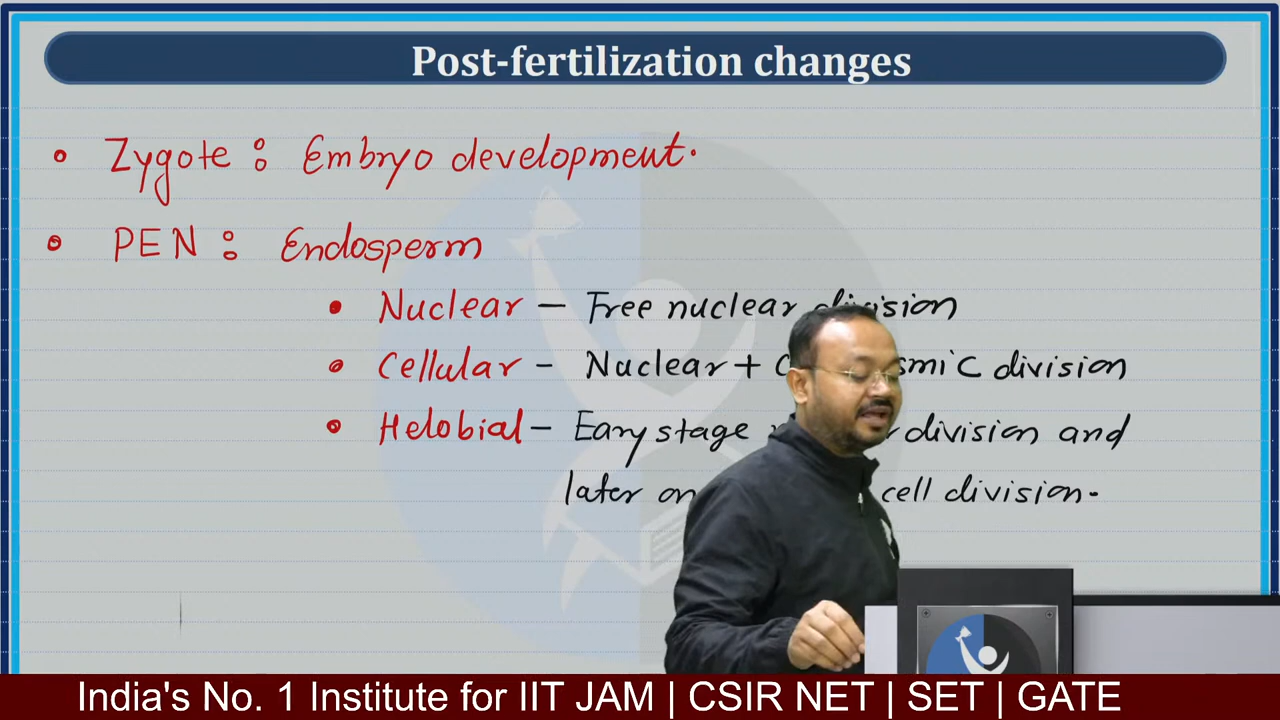 Post-fertilization changes
• Zygote : Embryo development.
• PEN : Endosperm
• Nuclear – Free nuclear division
• Cellular – Nuclear + division
• Helobial – Eary stage division and
later on cell division.
India's No. 1 Institute for IIT JAM | CSIR NET | SET | GATE